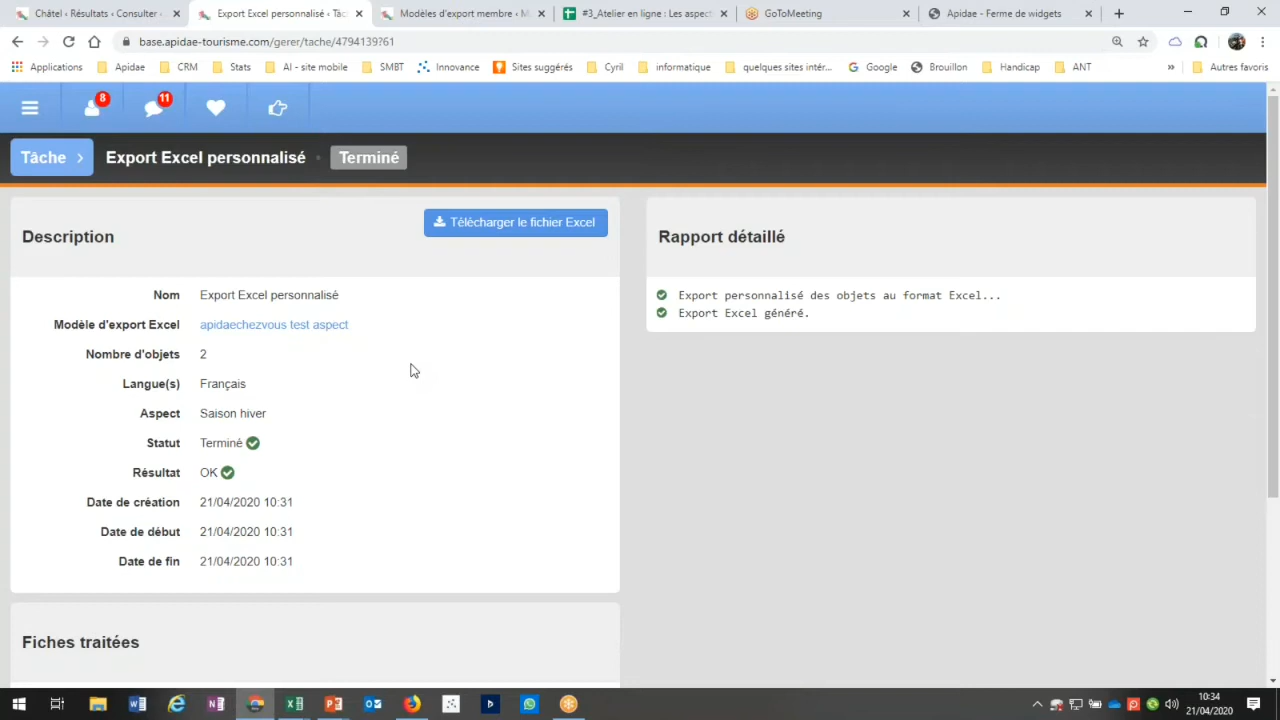 Châtel ‹ Résultats ‹ Consulter ‹
Export Excel personnalisé ‹ Tâc
Modèles d'export membre ‹ M
#3_Atelier en ligne : Les aspect
GoToMeeting
Apidae - Ferme de widgets
base.apidae-tourisme.com/gerer/tache/4794139?61
Applications
Apidae
CRM
Stats
AI - site mobile
SMBT
Innovance
Sites suggérés
Cyril
informatique
quelques sites intér...
Google
Brouillon
Handicap
ANT
»
Autres favoris
8
11
Tâche
Export Excel personnalisé
Terminé
Description
Télécharger le fichier Excel
Nom Export Excel personnalisé
Modèle d'export Excel apidaechezvous test aspect
Nombre d'objets 2
Langue(s) Français
Aspect Saison hiver
Statut Terminé
Résultat OK
Date de création 21/04/2020 10:31
Date de début 21/04/2020 10:31
Date de fin 21/04/2020 10:31
Fiches traitées
Rapport détaillé
Export personnalisé des objets au format Excel...
Export Excel généré.
10:34
21/04/2020